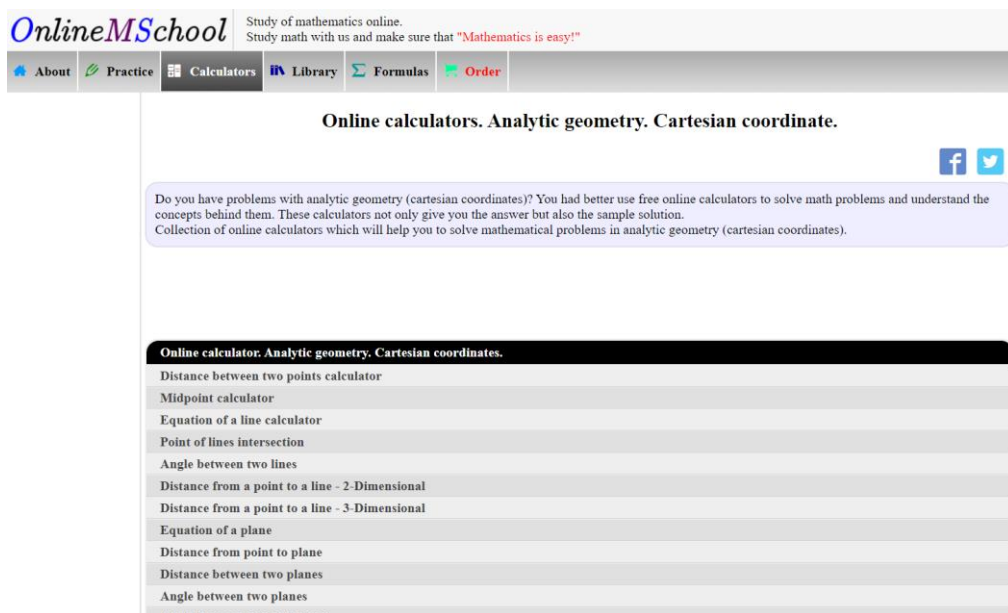 OnlineMSchool
Study of mathematics online.
Study math with us and make sure that "Mathematics is easy!"
About Practice Calculators Library Formulas Order
Online calculators. Analytic geometry. Cartesian coordinate.
Do you have problems with analytic geometry (cartesian coordinates)? You had better use free online calculators to solve math problems and understand the
concepts behind them. These calculators not only give you the answer but also the sample solution.
Collection of online calculators which will help you to solve mathematical problems in analytic geometry (cartesian coordinates).
Online calculator. Analytic geometry. Cartesian coordinates.
Distance between two points calculator
Midpoint calculator
Equation of a line calculator
Point of lines intersection
Angle between two lines
Distance from a point to a line - 2-Dimensional
Distance from a point to a line - 3-Dimensional
Equation of a plane
Distance from point to plane
Distance between two planes
Angle between two planes